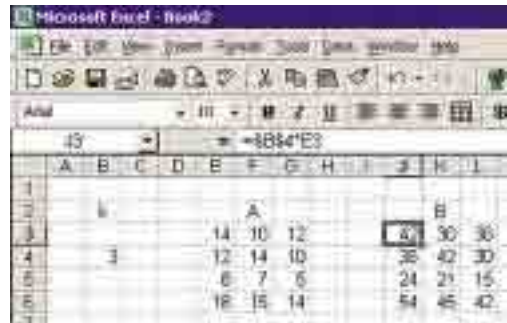 Microsoft Excel - Book2
File Edit View Insert Format Tools Data Window Help
Arial 10 B I U
J3 = =$B$4*E3
A B C D E F G H I J K L
1
2 k A B
3 14 10 12 42 30 36
4 3 12 14 10 36 42 30
5 8 7 5 24 21 15
6 18 15 14 54 45 42
7